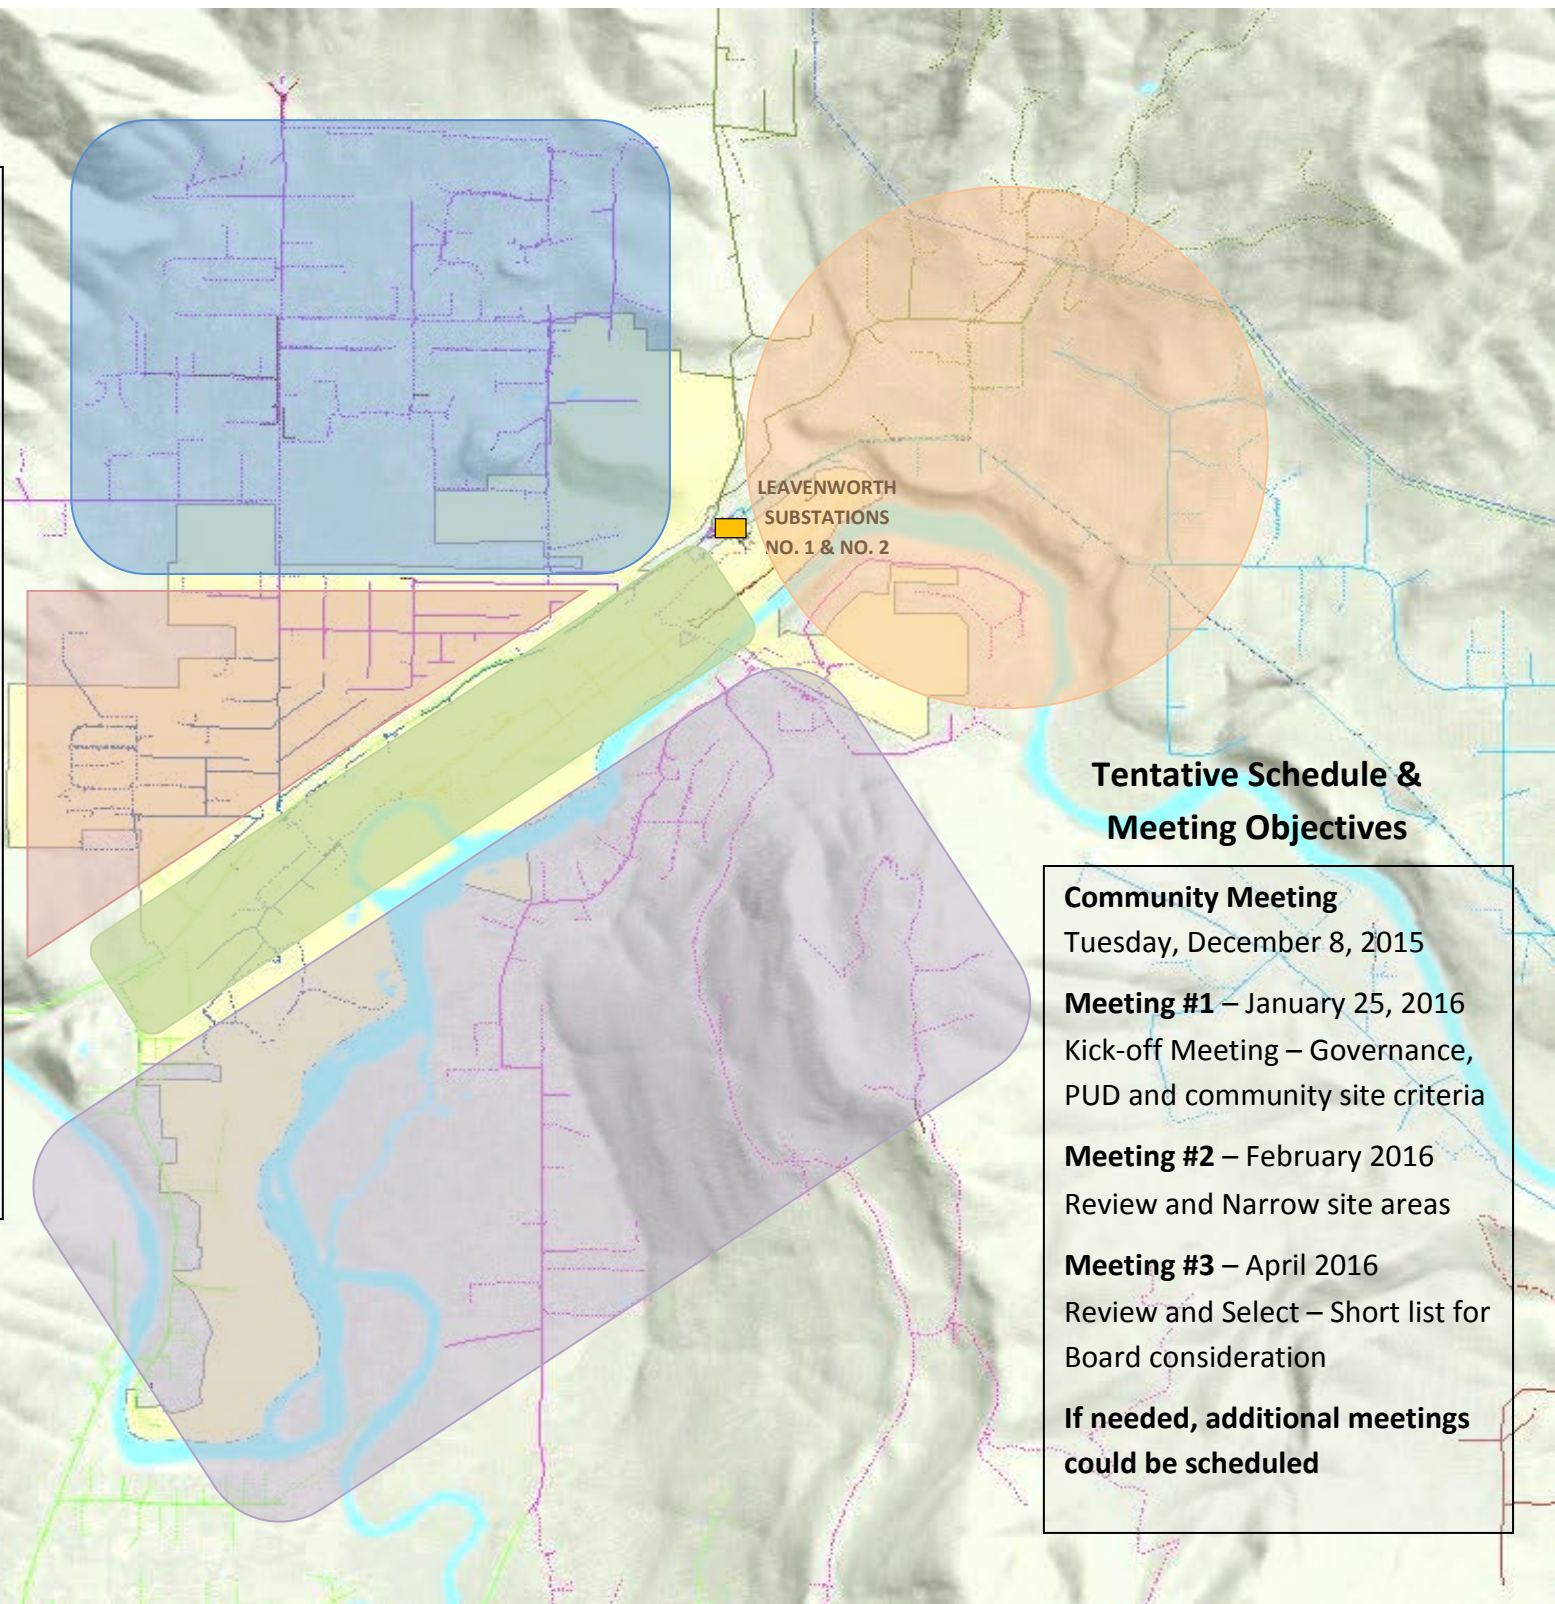 LEAVENWORTH
SUBSTATIONS
NO. 1 & NO. 2
Tentative Schedule &
Meeting Objectives
Community Meeting
Tuesday, December 8, 2015
Meeting #1 – January 25, 2016
Kick-off Meeting – Governance,
PUD and community site criteria
Meeting #2 – February 2016
Review and Narrow site areas
Meeting #3 – April 2016
Review and Select – Short list for
Board consideration
If needed, additional meetings
could be scheduled